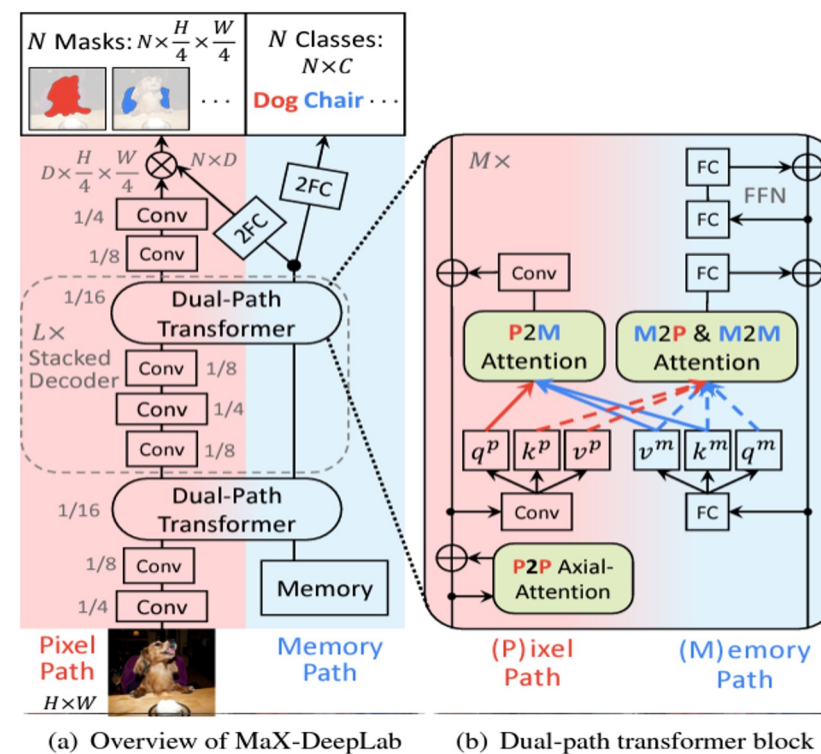 N Masks: N × H/4 × W/4
N Classes:
N×C
...
Dog Chair ...
D × H/4 × W/4
N×D
2FC
2FC
1/4
Conv
1/8
Conv
1/16
Dual-Path
Transformer
L×
Stacked
Decoder
Conv
1/8
Conv
1/4
Conv
1/8
1/16
Dual-Path
Transformer
1/8
Conv
1/4
Conv
Memory
Pixel
Path
H×W
Memory
Path
(a) Overview of MaX-DeepLab
M×
FC
FC
FFN
Conv
FC
P2M
Attention
M2P & M2M
Attention
q^p k^p v^p v^m k^m q^m
Conv
FC
P2P Axial-
Attention
(P)ixel
Path
(M)emory
Path
(b) Dual-path transformer block